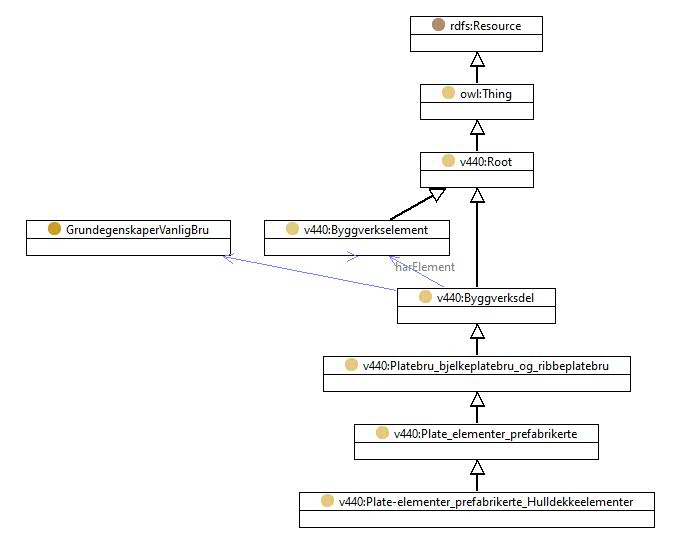 rdfs:Resource
owl:Thing
v440:Root
GrundegenskaperVanligBru
v440:Byggverkselement
harElement
v440:Byggverksdel
v440:Platebru_bjelkeplatebru_og_ribbeplatebru
v440:Plate_elementer_prefabrikerte
v440:Plate-elementer_prefabrikerte_Hulldekkeelementer